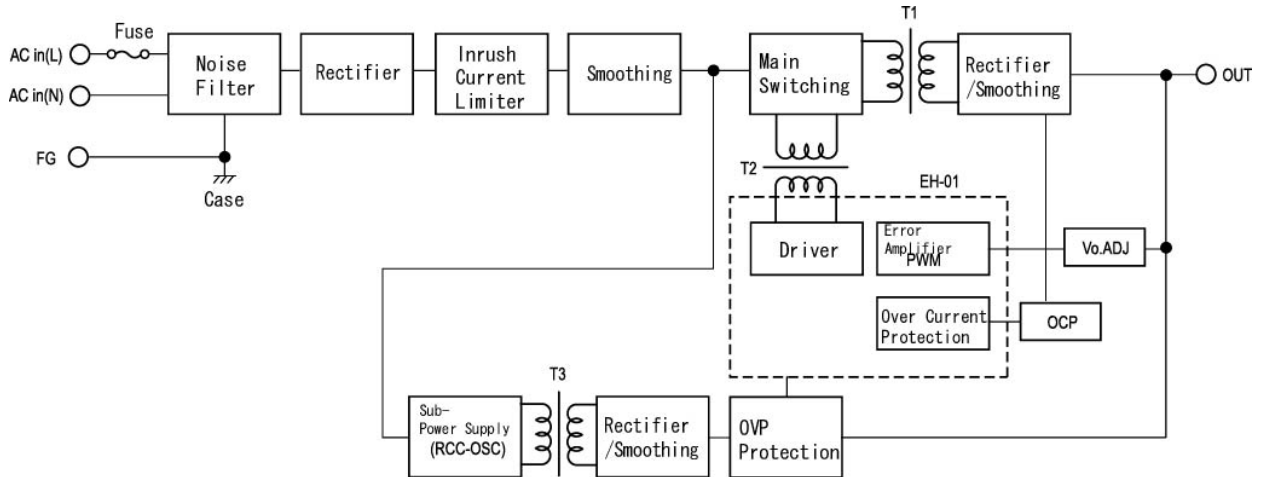 T1
Fuse
AC in(L)
AC in(N)
FG
Noise
Filter
Case
Rectifier
Inrush
Current
Limiter
Smoothing
Main
Switching
Rectifier
/Smoothing
OUT
T2
EH-01
Driver
Error
Amplifier
PWM
Vo.ADJ
Over Current
Protection
OCP
T3
Sub-
Power Supply
(RCC-OSC)
Rectifier
/Smoothing
OVP
Protection